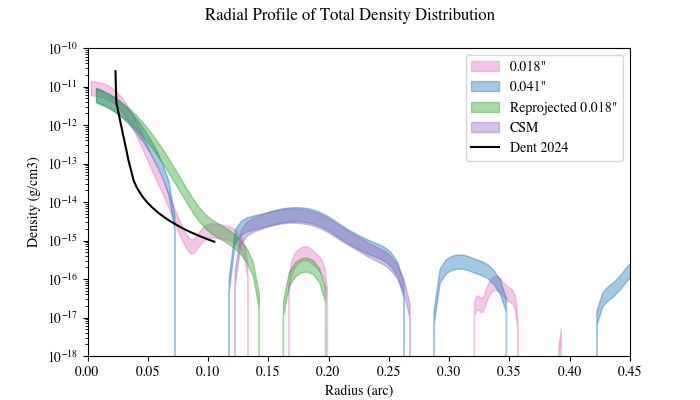 Radial Profile of Total Density Distribution
10⁻¹⁰
10⁻¹¹
10⁻¹²
10⁻¹³
10⁻¹⁴
10⁻¹⁵
10⁻¹⁶
10⁻¹⁷
10⁻¹⁸
Density (g/cm3)
0.018"
0.041"
Reprojected 0.018"
CSM
Dent 2024
0.00 0.05 0.10 0.15 0.20 0.25 0.30 0.35 0.40 0.45
Radius (arc)